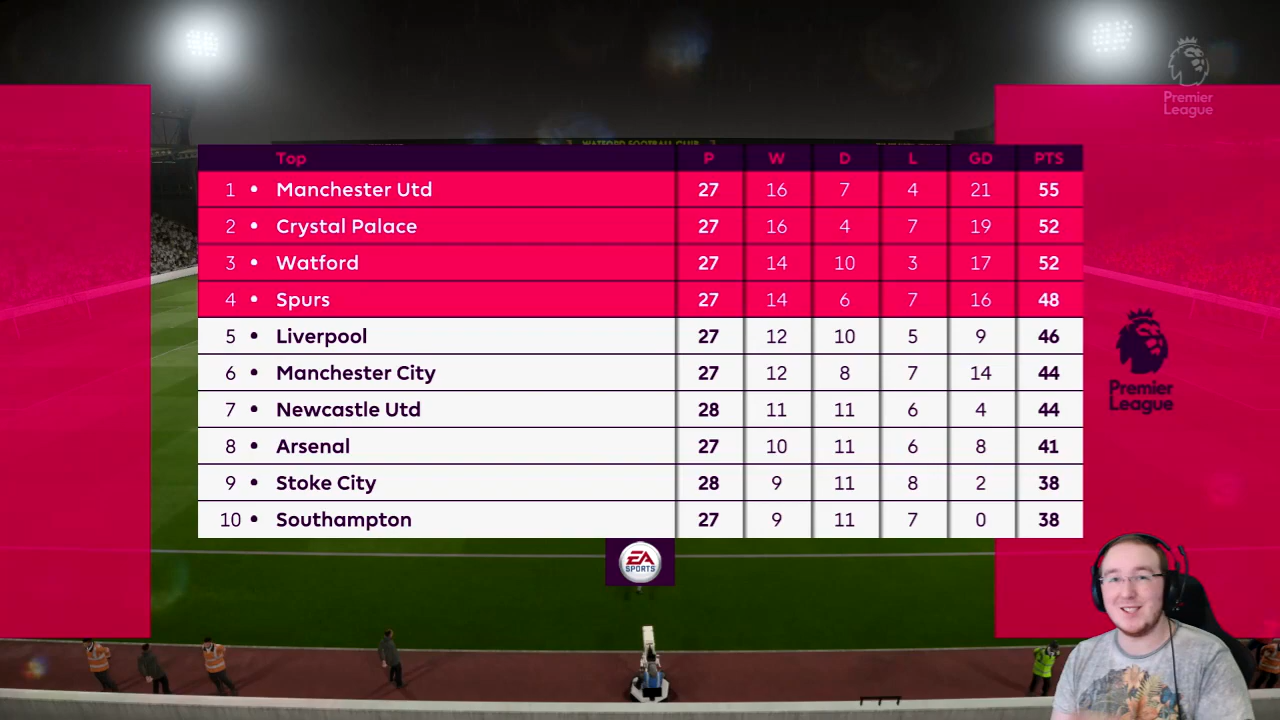 Premier
League
WATFORD FOOTBALL CLUB
Top P W D L GD PTS
1 • Manchester Utd 27 16 7 4 21 55
2 • Crystal Palace 27 16 4 7 19 52
3 • Watford 27 14 10 3 17 52
4 • Spurs 27 14 6 7 16 48
5 • Liverpool 27 12 10 5 9 46
6 • Manchester City 27 12 8 7 14 44
7 • Newcastle Utd 28 11 11 6 4 44
8 • Arsenal 27 10 11 6 8 41
9 • Stoke City 28 9 11 8 2 38
10 • Southampton 27 9 11 7 0 38
Premier
League
EA
SPORTS